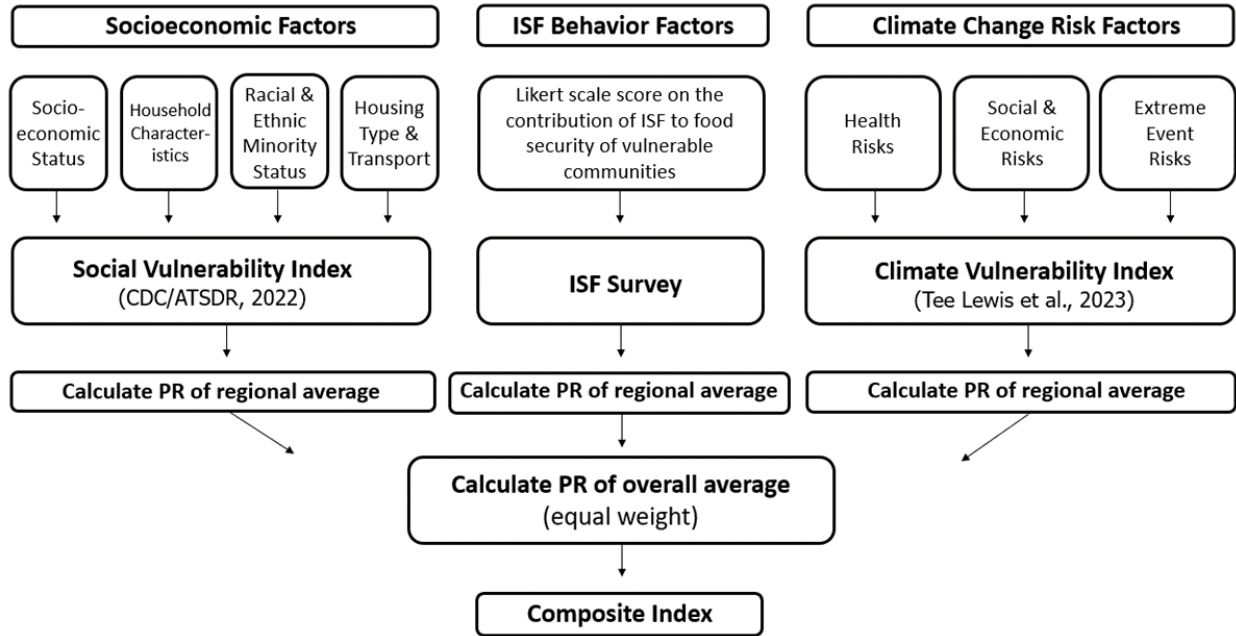 Socioeconomic Factors
ISF Behavior Factors
Climate Change Risk Factors
Socio-
economic
Status
Household
Character-
istics
Racial &
Ethnic
Minority
Status
Housing
Type &
Transport
Likert scale score on the
contribution of ISF to food
security of vulnerable
communities
Health
Risks
Social &
Economic
Risks
Extreme
Event
Risks
Social Vulnerability Index
(CDC/ATSDR, 2022)
ISF Survey
Climate Vulnerability Index
(Tee Lewis et al., 2023)
Calculate PR of regional average
Calculate PR of regional average
Calculate PR of regional average
Calculate PR of overall average
(equal weight)
Composite Index